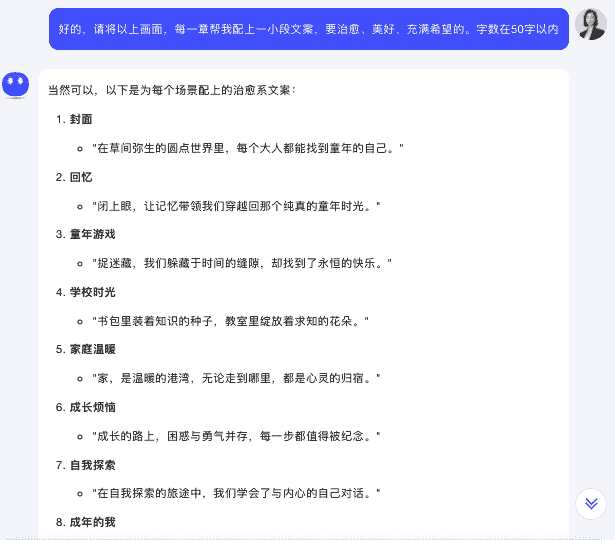 好的，请将以上画面，每一章帮我配上一小段文案，要治愈、美好、充满希望的。字数在50字以内
当然可以，以下是为每个场景配上的治愈系文案：
1. 封面
"在草间弥生的圆点世界里，每个大人都能找到童年的自己。"
2. 回忆
"闭上眼，让记忆带领我们穿越回那个纯真的童年时光。"
3. 童年游戏
"捉迷藏，我们躲藏于时间的缝隙，却找到了永恒的快乐。"
4. 学校时光
"书包里装着知识的种子，教室里绽放着求知的花朵。"
5. 家庭温暖
"家，是温暖的港湾，无论走到哪里，都是心灵的归宿。"
6. 成长烦恼
"成长的路上，困惑与勇气并存，每一步都值得被纪念。"
7. 自我探索
"在自我探索的旅途中，我们学会了与内心的自己对话。"
8. 成年的我